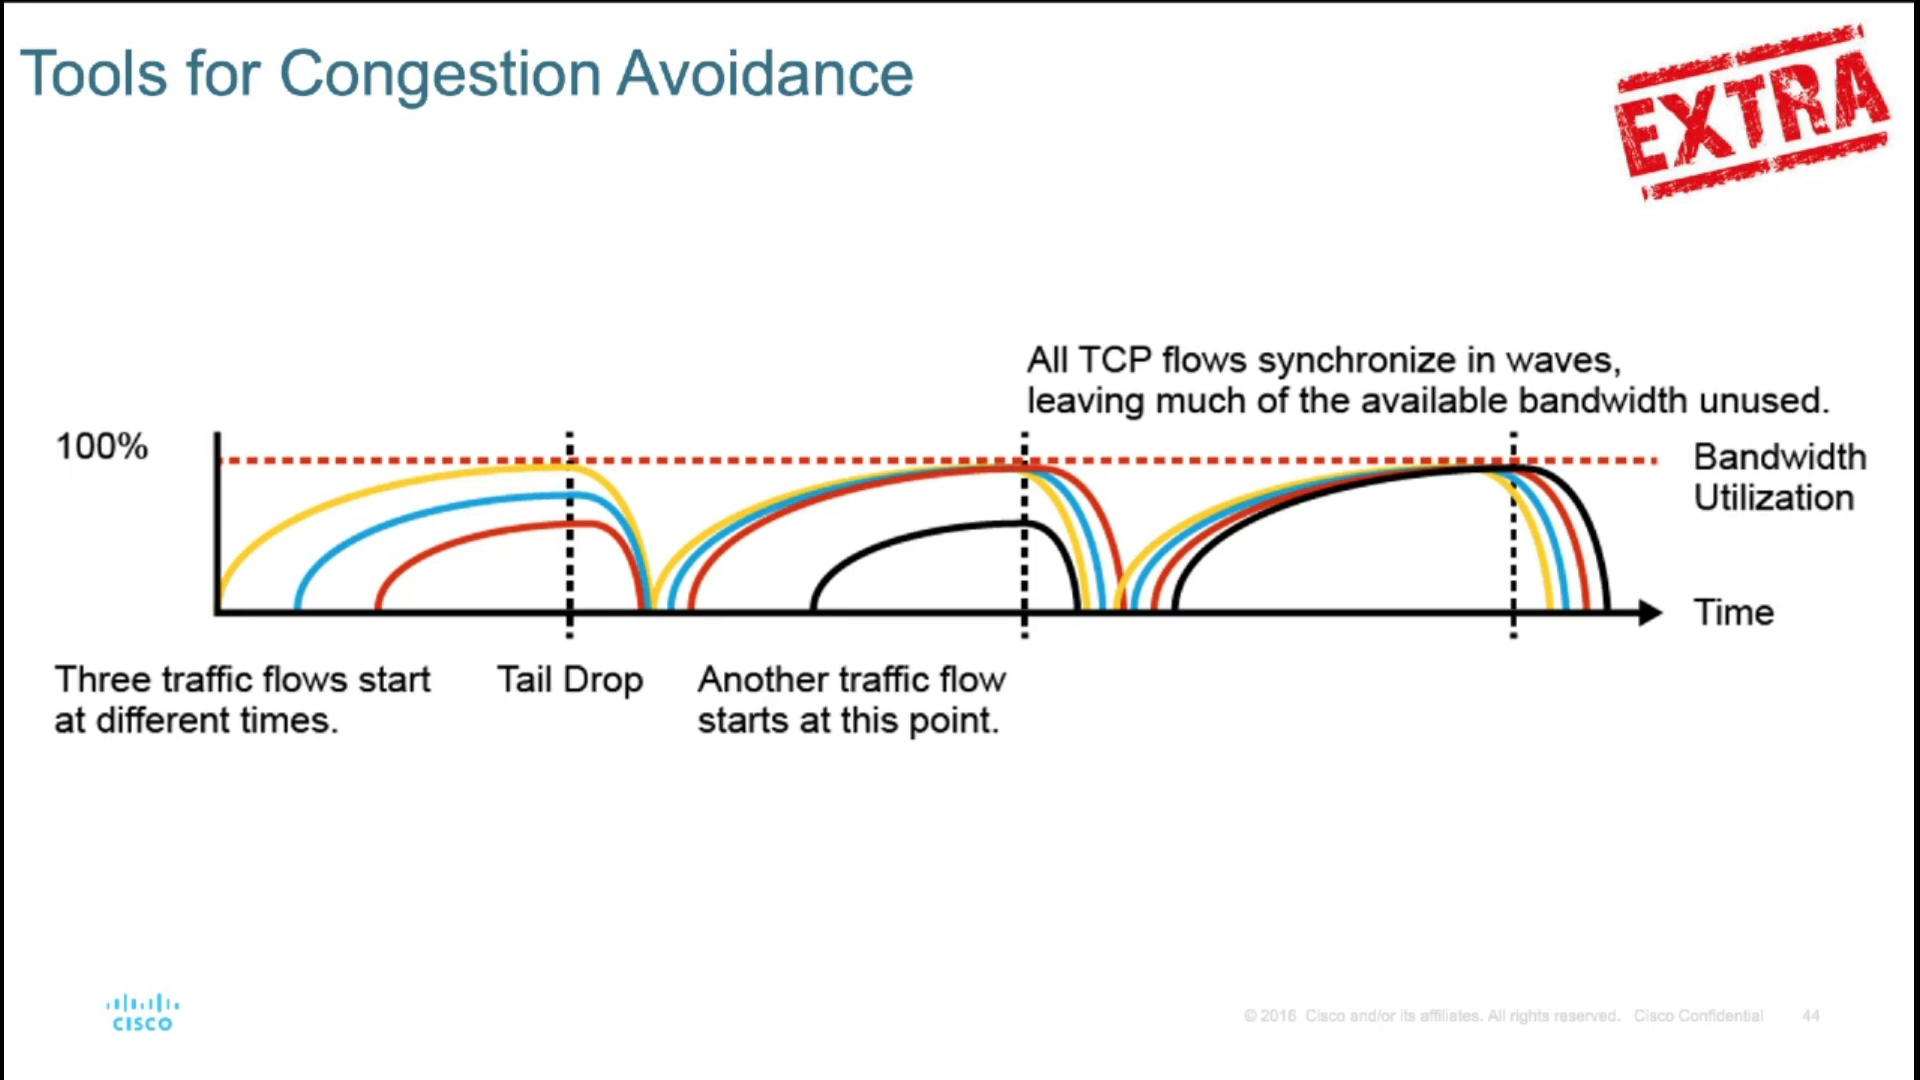 Tools for Congestion Avoidance
EXTRA
All TCP flows synchronize in waves,
leaving much of the available bandwidth unused.
100%
Bandwidth
Utilization
Time
Three traffic flows start
at different times.
Tail Drop
Another traffic flow
starts at this point.
CISCO
© 2016 Cisco and/or its affiliates. All rights reserved. Cisco Confidential 44